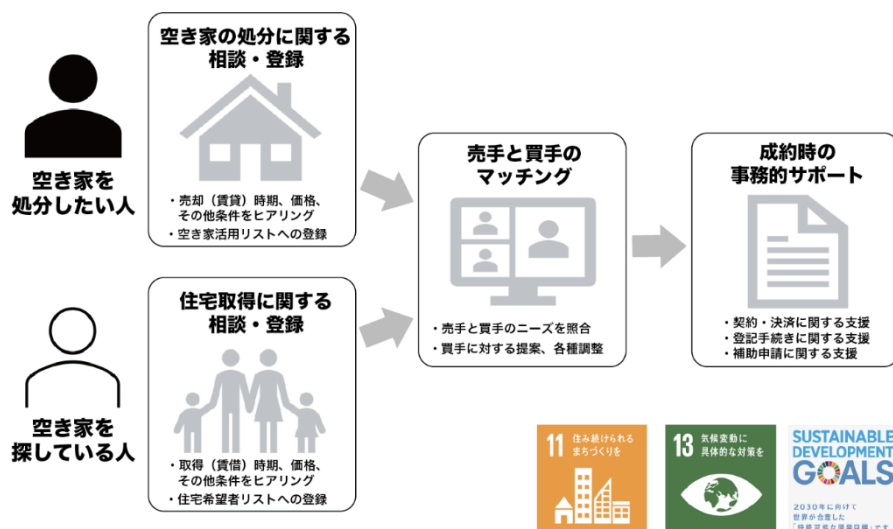 空き家を
処分したい人
空き家の処分に関する
相談・登録
・売却（賃貸）時期、価格、
その他条件をヒアリング
・空き家活用リストへの登録
空き家を
探している人
住宅取得に関する
相談・登録
・取得（賃借）時期、価格、
その他条件をヒアリング
・住宅希望者リストへの登録
売手と買手の
マッチング
・売手と買手のニーズを照合
・買手に対する提案、各種調整
成約時の
事務的サポート
・契約・決済に関する支援
・登記手続きに関する支援
・補助申請に関する支援
11 住み続けられる
まちづくりを
13 気候変動に
具体的な対策を
SUSTAINABLE
DEVELOPMENT
GOALS
2030年に向けて
世界が合意した
「持続可能な開発目標」です